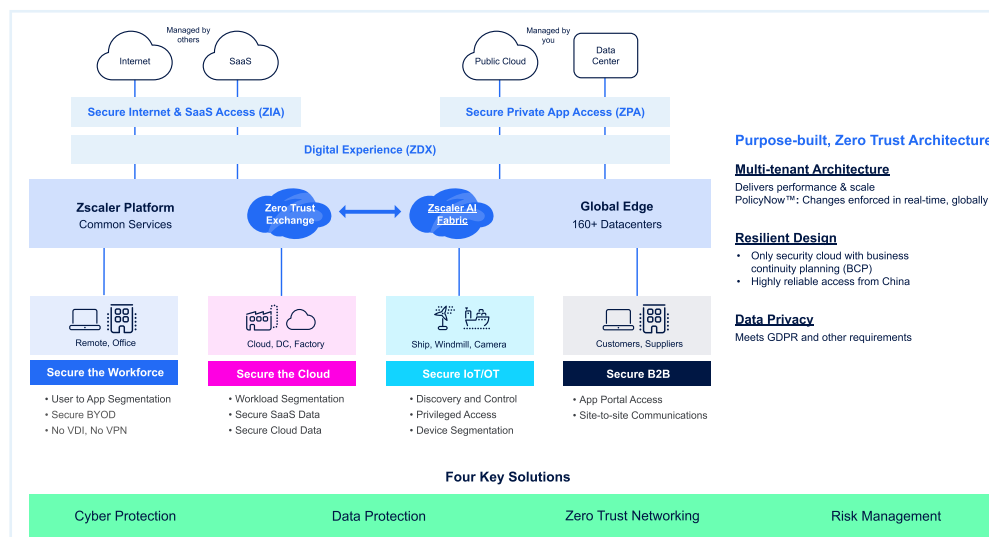 Managed by
others
Managed by
you
Internet
SaaS
Public Cloud
Data
Center
Secure Internet & SaaS Access (ZIA)
Secure Private App Access (ZPA)
Digital Experience (ZDX)
Zscaler Platform
Common Services
Zero Trust
Exchange
Zscaler AI
Fabric
Global Edge
160+ Datacenters
Remote, Office
Cloud, DC, Factory
Ship, Windmill, Camera
Customers, Suppliers
Secure the Workforce
Secure the Cloud
Secure IoT/OT
Secure B2B
• User to App Segmentation
• Secure BYOD
• No VDI, No VPN
• Workload Segmentation
• Secure SaaS Data
• Secure Cloud Data
• Discovery and Control
• Privileged Access
• Device Segmentation
• App Portal Access
• Site-to-site Communications
Purpose-built, Zero Trust Architecture
Multi-tenant Architecture
Delivers performance & scale
PolicyNow™: Changes enforced in real-time, globally
Resilient Design
• Only security cloud with business
continuity planning (BCP)
• Highly reliable access from China
Data Privacy
Meets GDPR and other requirements
Four Key Solutions
Cyber Protection
Data Protection
Zero Trust Networking
Risk Management